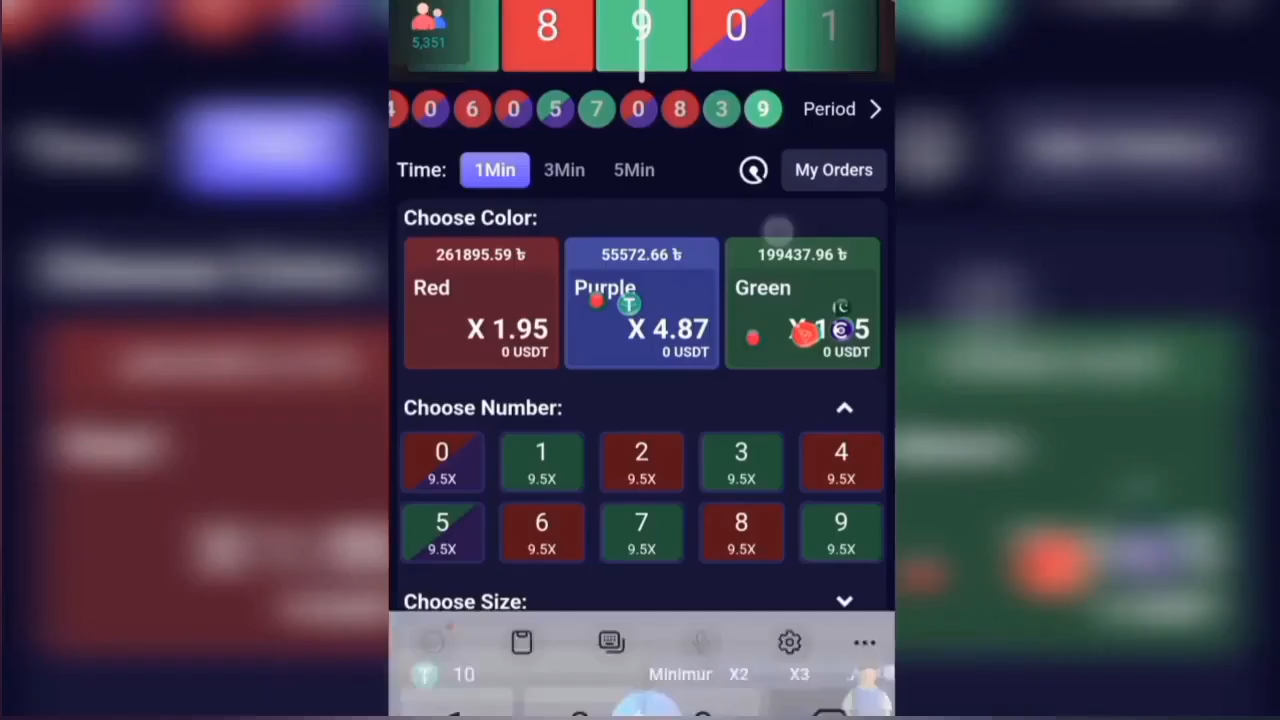 8 9 0 1
5,351
4 0 6 0 5 7 0 8 3 9 Period
Time: 1Min 3Min 5Min My Orders
Choose Color:
261895.59 ৳ 55572.66 ৳ 199437.96 ৳
Red Purple Green
X 1.95 X 4.87
0 USDT 0 USDT 0 USDT
Choose Number:
0 1 2 3 4
9.5X 9.5X 9.5X 9.5X 9.5X
5 6 7 8 9
9.5X 9.5X 9.5X 9.5X 9.5X
Choose Size:
10 Minimur X2 X3